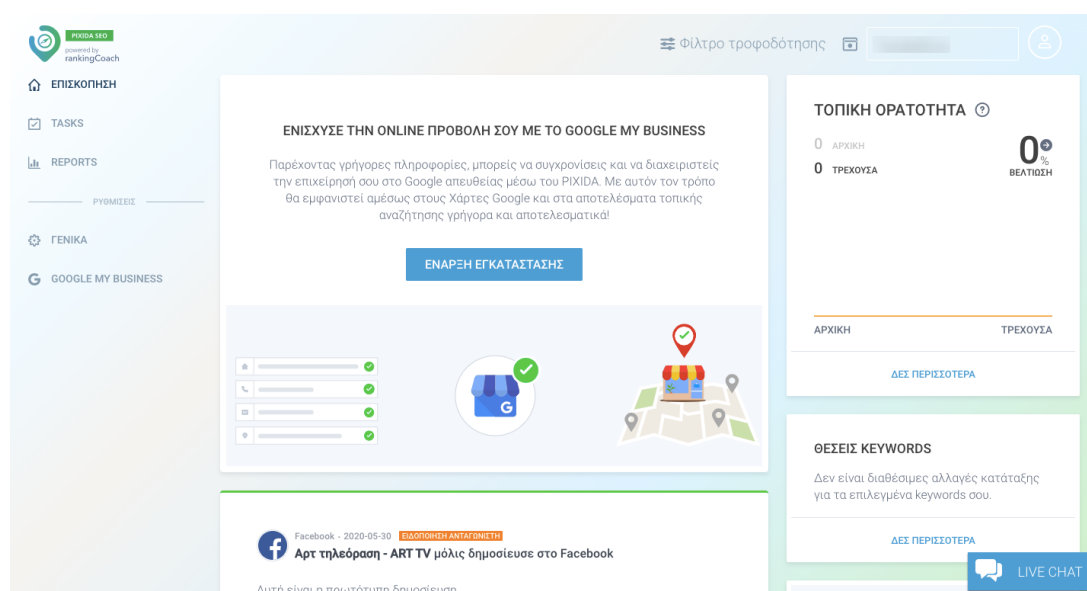 PIXIDA SEO
powered by
rankingCoach
Φίλτρο τροφοδότησης
ΕΠΙΣΚΟΠΗΣΗ
TASKS
REPORTS
ΡΥΘΜΙΣΕΙΣ
ΓΕΝΙΚΑ
GOOGLE MY BUSINESS
ΕΝΙΣΧΥΣΕ ΤΗΝ ONLINE ΠΡΟΒΟΛΗ ΣΟΥ ΜΕ ΤΟ GOOGLE MY BUSINESS
Παρέχοντας γρήγορες πληροφορίες, μπορείς να συγχρονίσεις και να διαχειριστείς
την επιχείρησή σου στο Google απευθείας μέσω του PIXIDA. Με αυτόν τον τρόπο
θα εμφανιστεί αμέσως στους Χάρτες Google και στα αποτελέσματα τοπικής
αναζήτησης γρήγορα και αποτελεσματικά!
ΕΝΑΡΞΗ ΕΓΚΑΤΑΣΤΑΣΗΣ
G
Facebook - 2020-05-30 ΕΙΔΟΠΟΙΗΣΗ ΑΝΤΑΓΩΝΙΣΤΗ
Αρτ τηλεόραση - ART TV μόλις δημοσίευσε στο Facebook
Αυτή είναι η πρωτότυπη δημοσίευση
ΤΟΠΙΚΗ ΟΡΑΤΟΤΗΤΑ ?
0 ΑΡΧΙΚΗ
0 ΤΡΕΧΟΥΣΑ
0 %
ΒΕΛΤΙΩΣΗ
ΑΡΧΙΚΗ ΤΡΕΧΟΥΣΑ
ΔΕΣ ΠΕΡΙΣΣΟΤΕΡΑ
ΘΕΣΕΙΣ KEYWORDS
Δεν είναι διαθέσιμες αλλαγές κατάταξης
για τα επιλεγμένα keywords σου.
ΔΕΣ ΠΕΡΙΣΣΟΤΕΡΑ
LIVE CHAT